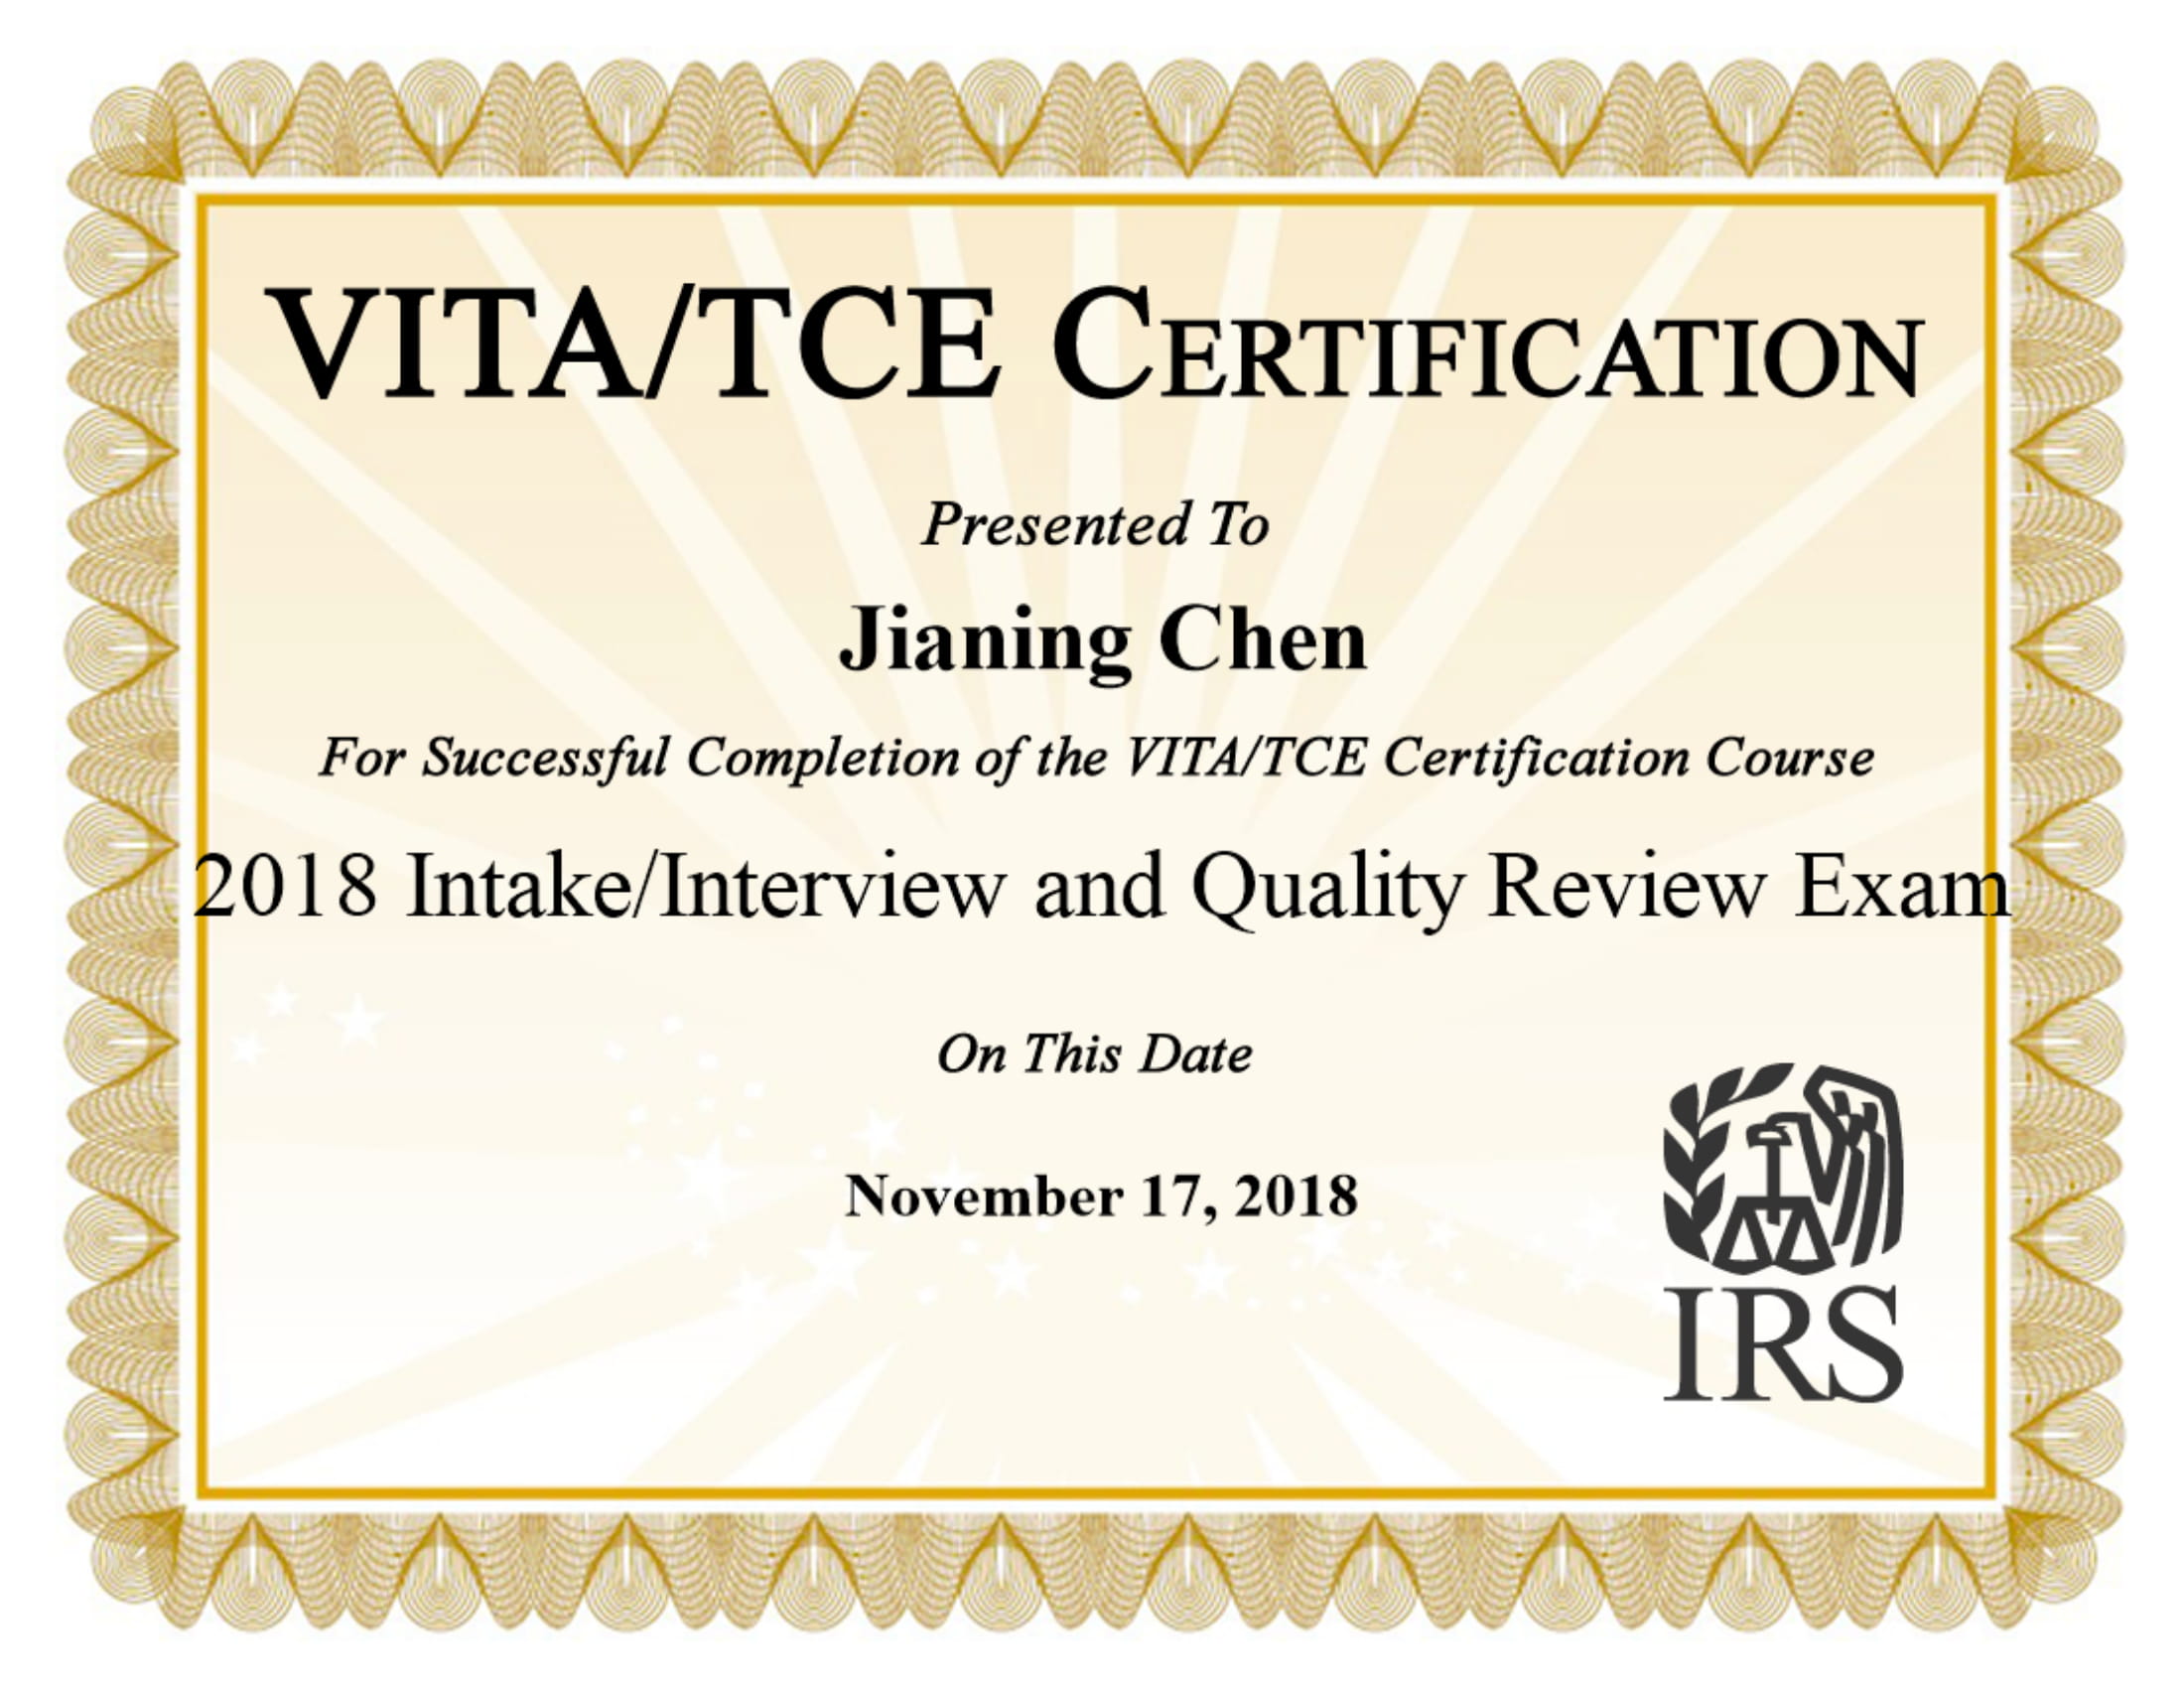 VITA/TCE CERTIFICATION
Presented To
Jianing Chen
For Successful Completion of the VITA/TCE Certification Course
2018 Intake/Interview and Quality Review Exam
On This Date
November 17, 2018
IRS